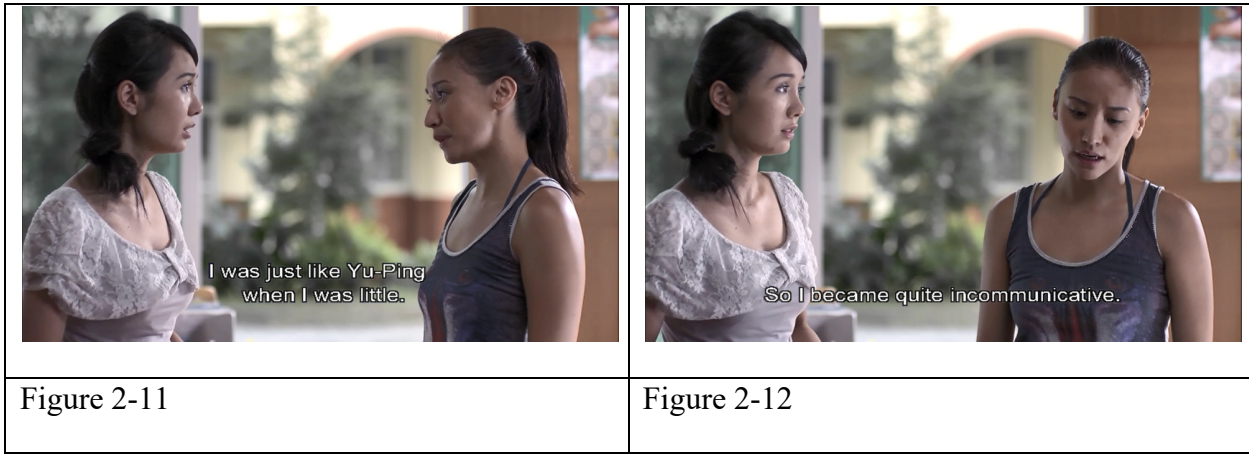 I was just like Yu-Ping
when I was little.
So I became quite incommunicative.
Figure 2-11
Figure 2-12